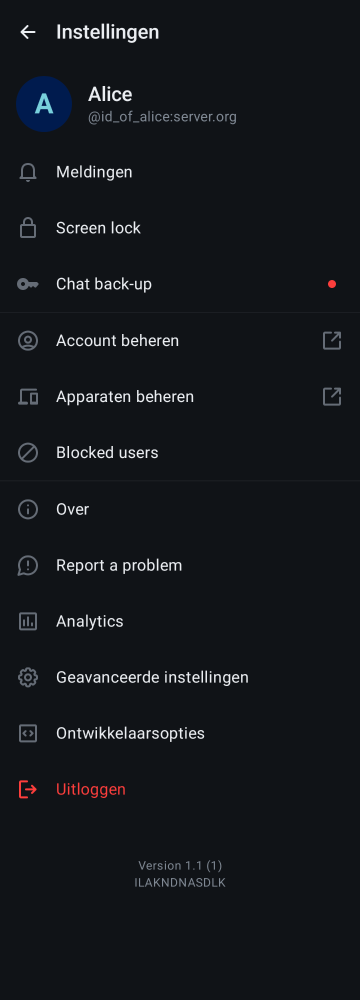 Instellingen
A
Alice
@id_of_alice:server.org
Meldingen
Screen lock
Chat back-up
Account beheren
Apparaten beheren
Blocked users
Over
Report a problem
Analytics
Geavanceerde instellingen
Ontwikkelaarsopties
Uitloggen
Version 1.1 (1)
ILAKNDNASDLK